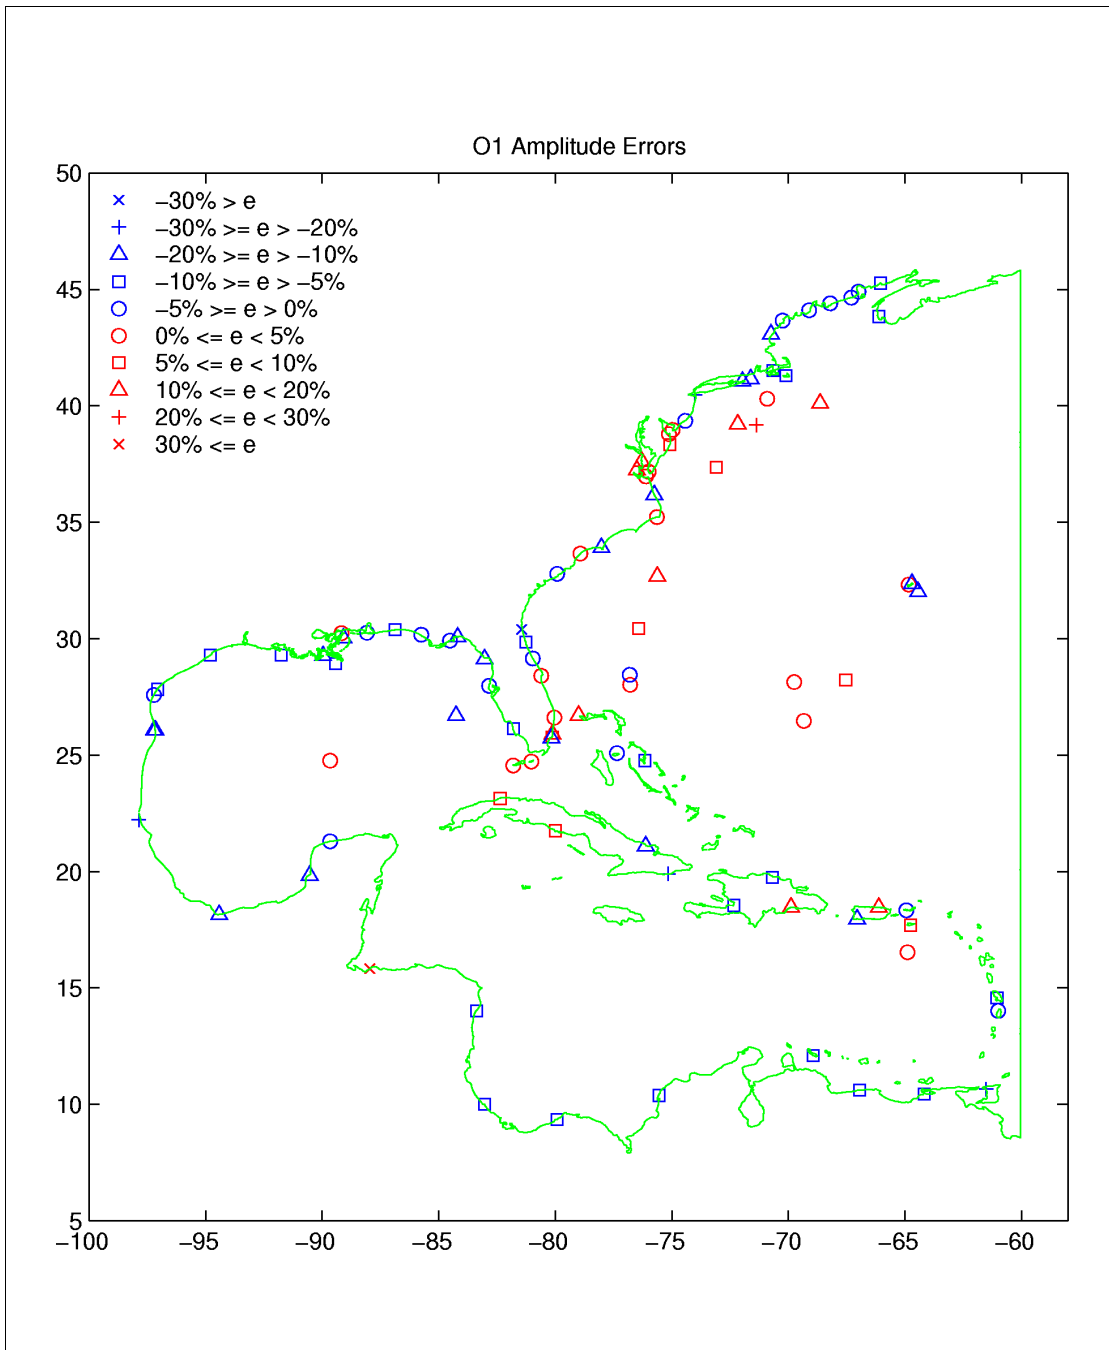 O1 Amplitude Errors
50
−30% > e
−30% >= e > −20%
−20% >= e > −10%
−10% >= e > −5%
−5% >= e > 0%
0% <= e < 5%
5% <= e < 10%
10% <= e < 20%
20% <= e < 30%
30% <= e
45
40
35
30
25
20
15
10
5
−100 −95 −90 −85 −80 −75 −70 −65 −60